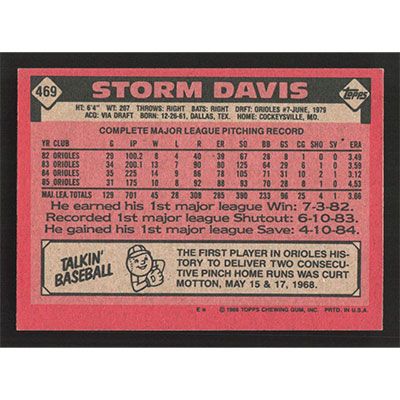 469
STORM DAVIS
Topps
HT: 6'4" WT: 207 THROWS: RIGHT BATS: RIGHT DRFT: ORIOLES #7-JUNE, 1979
ACQ: VIA DRAFT BORN: 12-26-61, DALLAS, TEX. HOME: COCKEYSVILLE, MD.
COMPLETE MAJOR LEAGUE PITCHING RECORD
YR CLUB G IP W L R ER SO BB GS CG SHO SV ERA
82 ORIOLES 29 100.2 8 4 40 39 67 28 8 1 0 0 3.49
83 ORIOLES 34 200.1 13 7 90 80 125 64 29 6 1 0 3.59
84 ORIOLES 35 225 14 9 86 78 105 71 31 10 2 1 3.12
85 ORIOLES 31 175 10 8 92 88 93 70 28 8 1 0 4.53
MAJ.LEA. TOTALS 129 701 45 28 308 285 390 233 96 25 4 1 3.66
He earned his 1st major league Win: 7-3-82.
Recorded 1st major league Shutout: 6-10-83.
He gained his 1st major league Save: 4-10-84.
TALKIN'
BASEBALL
THE FIRST PLAYER IN ORIOLES HIS-
TORY TO DELIVER TWO CONSECU-
TIVE PINCH HOME RUNS WAS CURT
MOTTON, MAY 15 & 17, 1968.
E* © 1986 TOPPS CHEWING GUM, INC. PRTD. IN U.S.A.